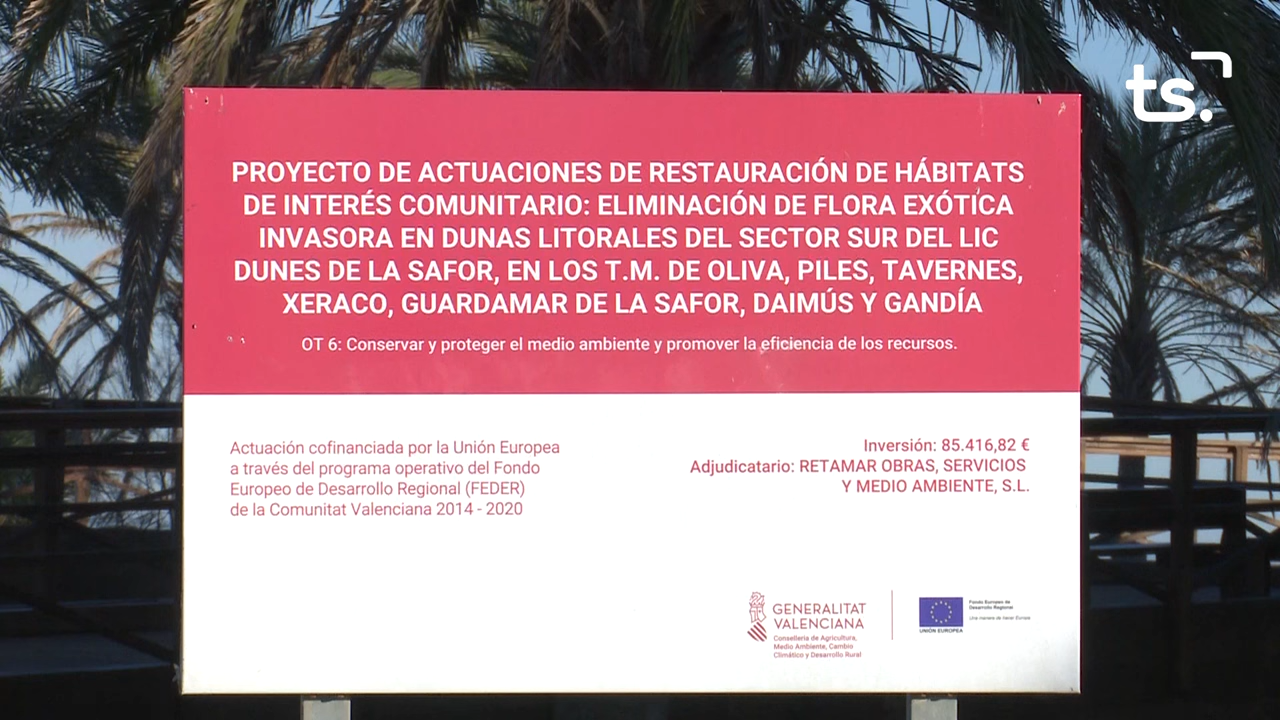 ts.
PROYECTO DE ACTUACIONES DE RESTAURACIÓN DE HÁBITATS
DE INTERÉS COMUNITARIO: ELIMINACIÓN DE FLORA EXÓTICA
INVASORA EN DUNAS LITORALES DEL SECTOR SUR DEL LIC
DUNES DE LA SAFOR, EN LOS T.M. DE OLIVA, PILES, TAVERNES,
XERACO, GUARDAMAR DE LA SAFOR, DAIMÚS Y GANDÍA
OT 6: Conservar y proteger el medio ambiente y promover la eficiencia de los recursos.
Actuación cofinanciada por la Unión Europea
a través del programa operativo del Fondo
Europeo de Desarrollo Regional (FEDER)
de la Comunitat Valenciana 2014 - 2020
Inversión: 85.416,82 €
Adjudicatario: RETAMAR OBRAS, SERVICIOS
Y MEDIO AMBIENTE, S.L.
GENERALITAT
VALENCIANA
Conselleria de Agricultura,
Medio Ambiente, Cambio
Climático y Desarrollo Rural
UNIÓN EUROPEA
Fondo Europeo de
Desarrollo Regional
Una manera de hacer Europa